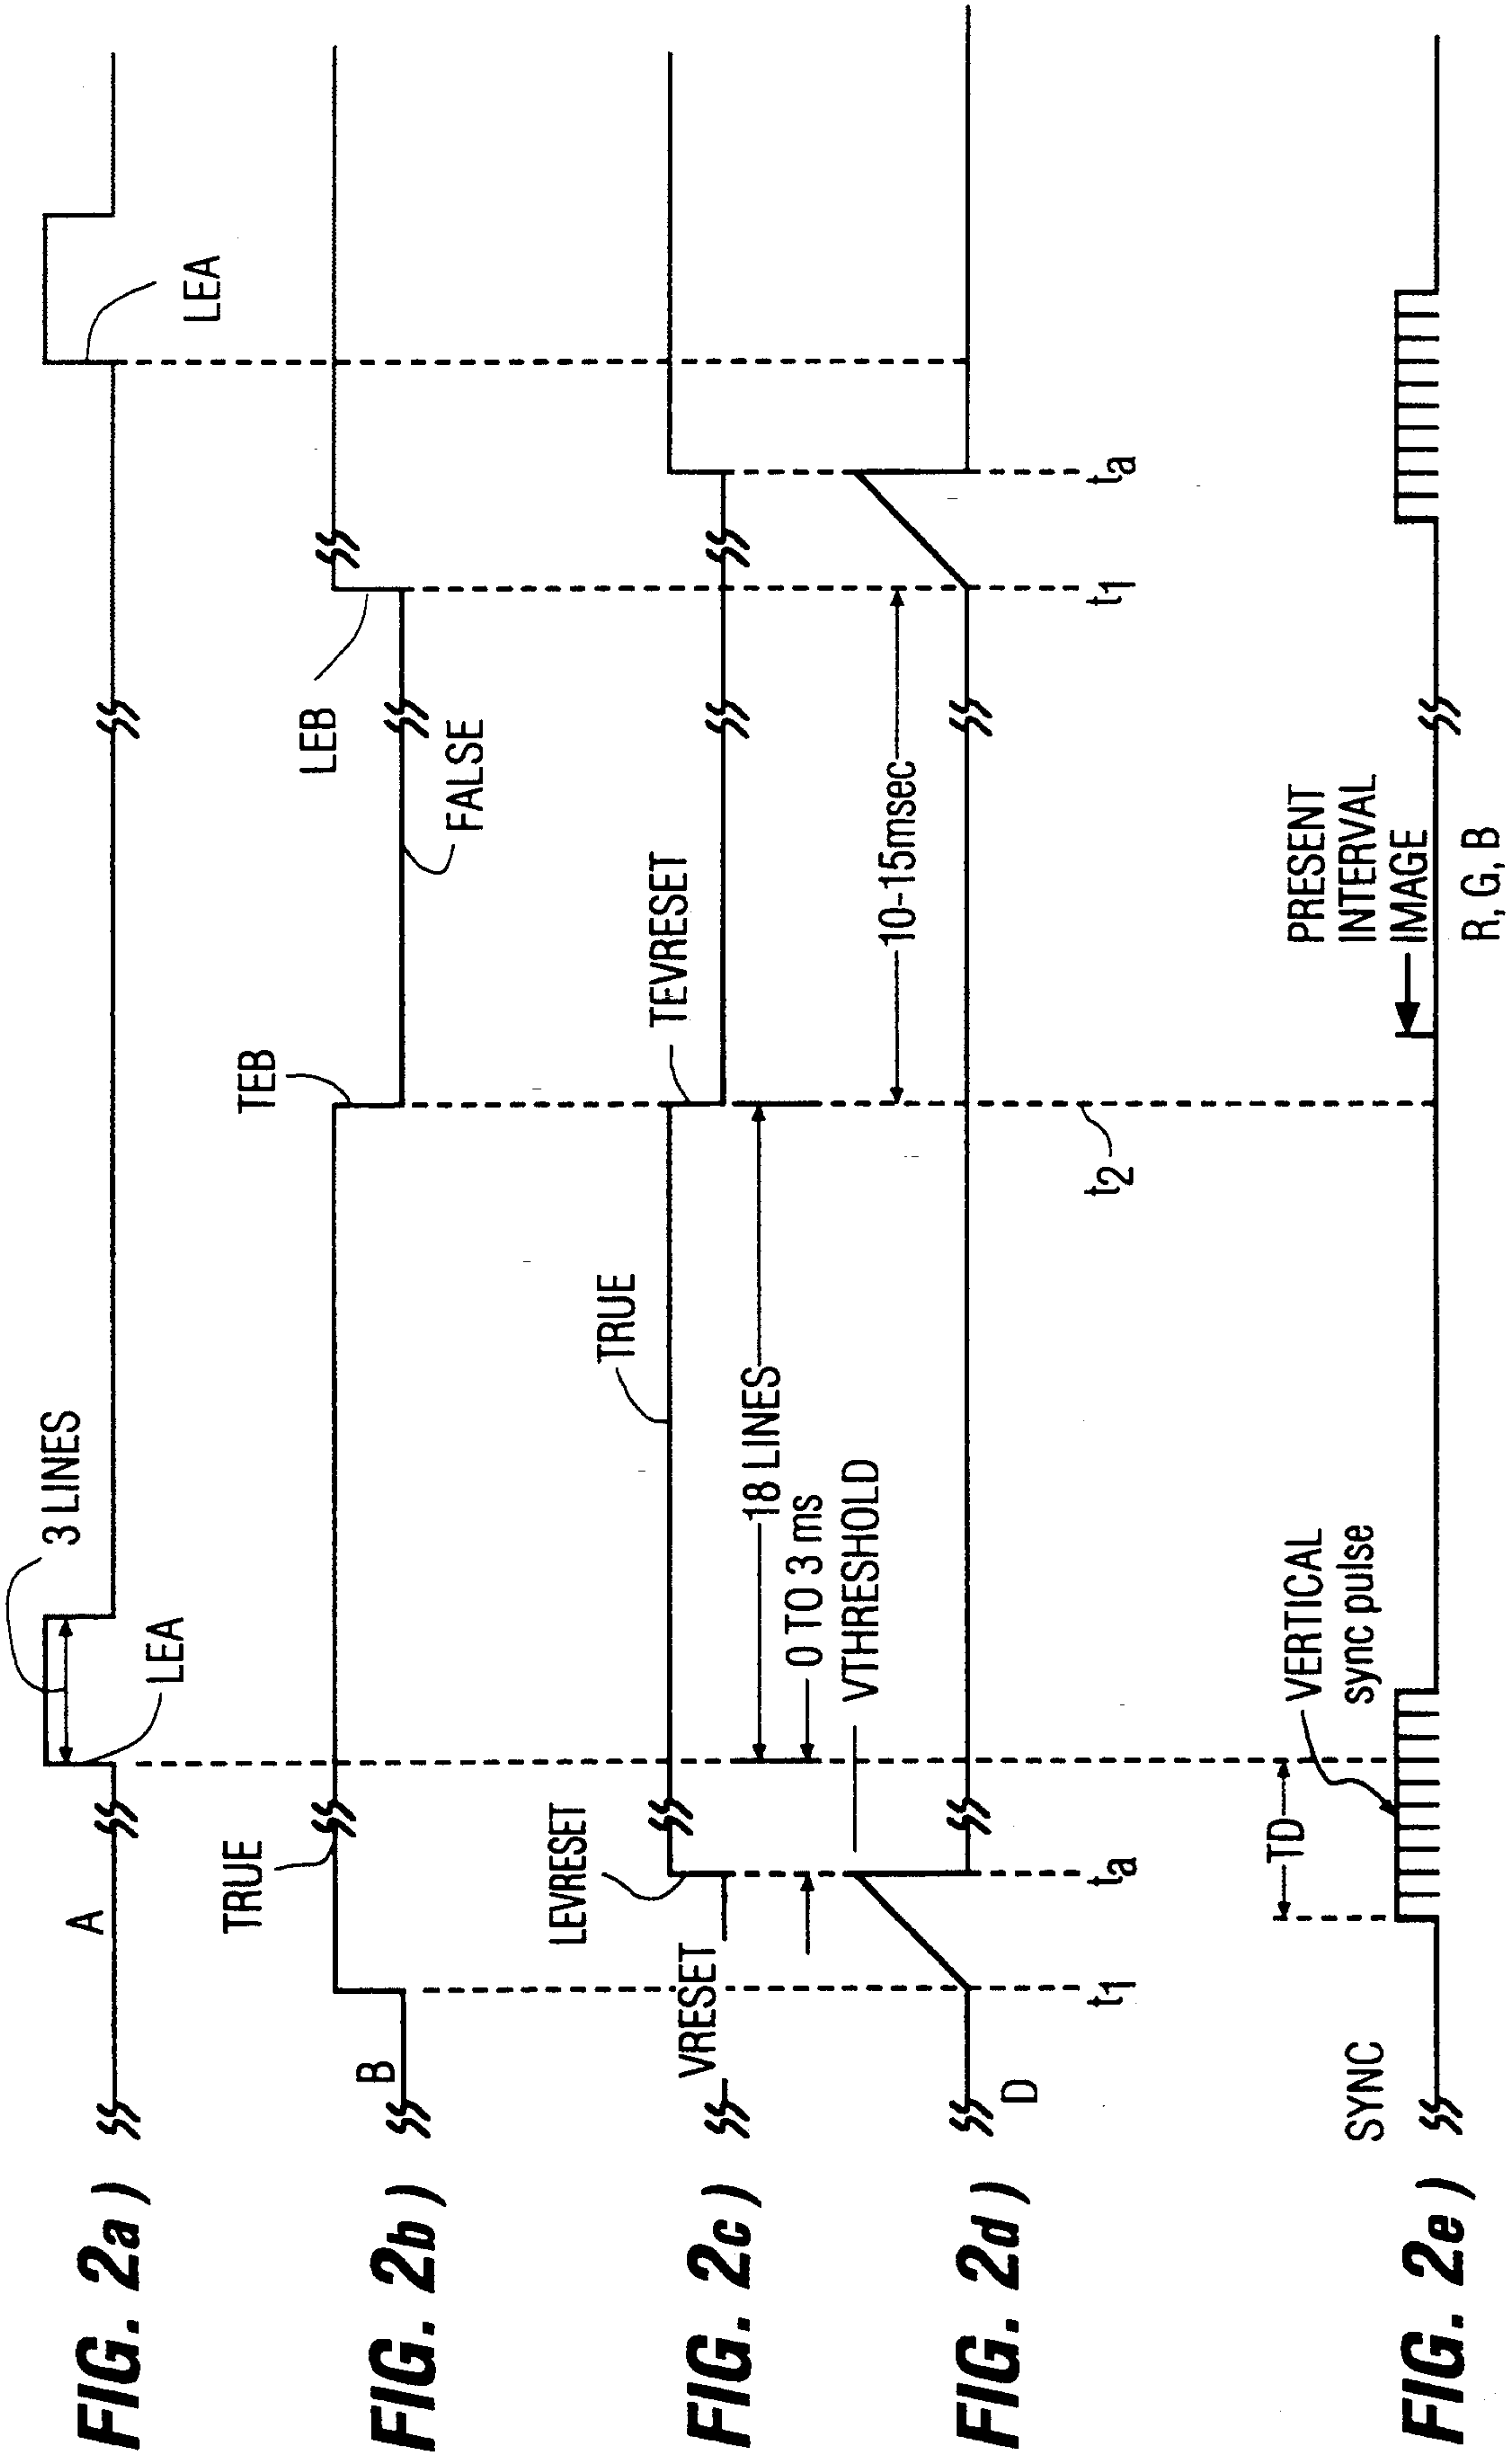 FIG. 2a)
A
LEA
3 LINES
LEA
FIG. 2b)
B
TRUE
TEB
FALSE
LEB
FIG. 2c)
VRESET
LEVRESET
TRUE
TEVRESET
18 LINES
0 TO 3 ms
VTHRESHOLD
10-15msec
FIG. 2d)
D
t1
ta
t2
t1
ta
FIG. 2e)
SYNC
TD
VERTICAL
sync pulse
PRESENT
INTERVAL
IMAGE
R, G, B